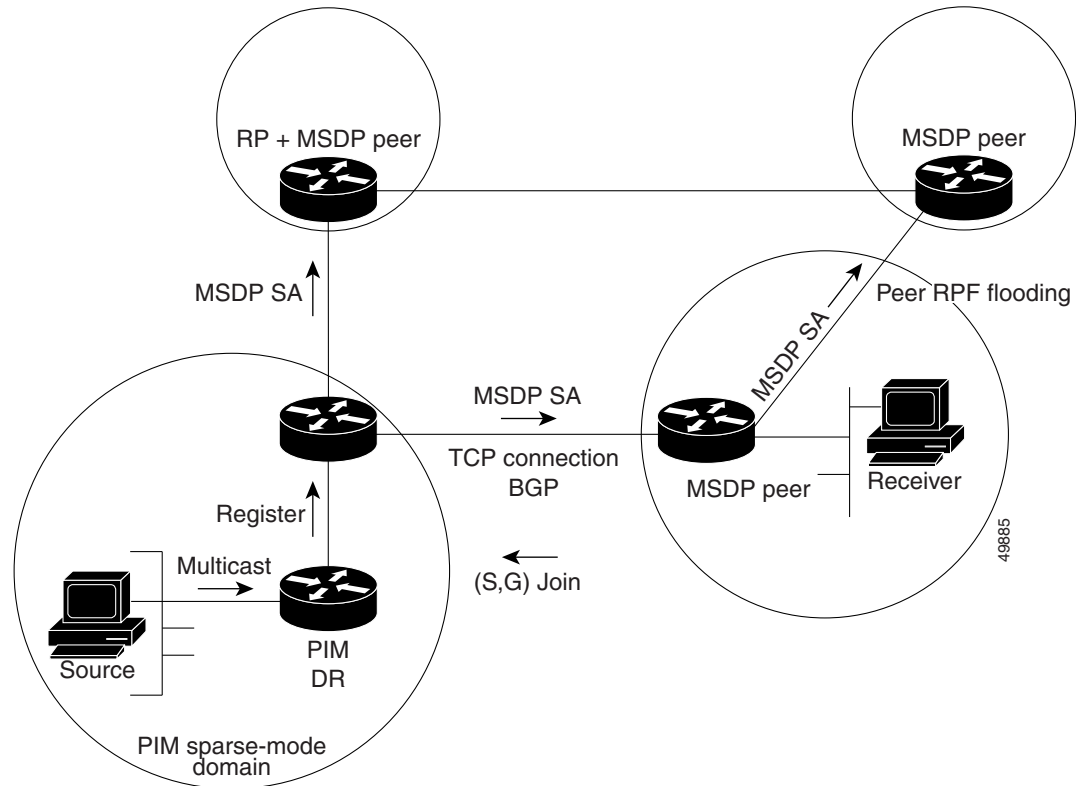 RP + MSDP peer
MSDP peer
MSDP SA
Peer RPF flooding
MSDP SA
MSDP SA
TCP connection
BGP
MSDP peer
Receiver
Register
49885
Multicast
(S,G) Join
Source
PIM
DR
PIM sparse-mode
domain